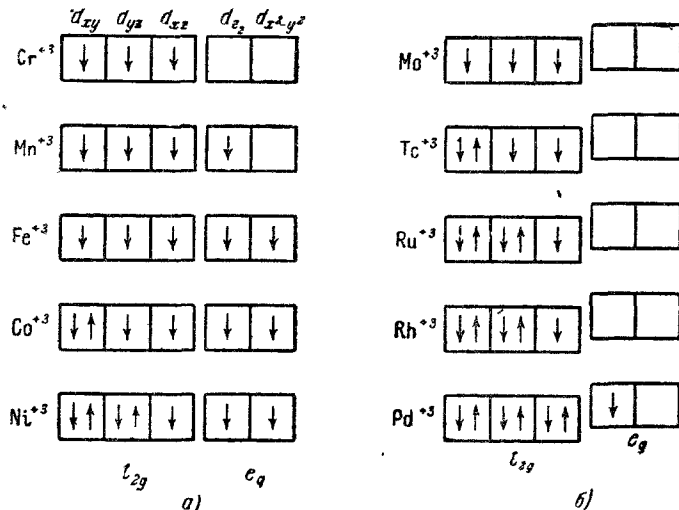 d_xy d_yz d_xz d_z_2 d_x²-y²
Cr⁺³
Mn⁺³
Fe⁺³
Co⁺³
Ni⁺³
t_2g e_g
а)
Mo⁺³
Tc⁺³
Ru⁺³
Rh⁺³
Pd⁺³
t_2g e_g
б)